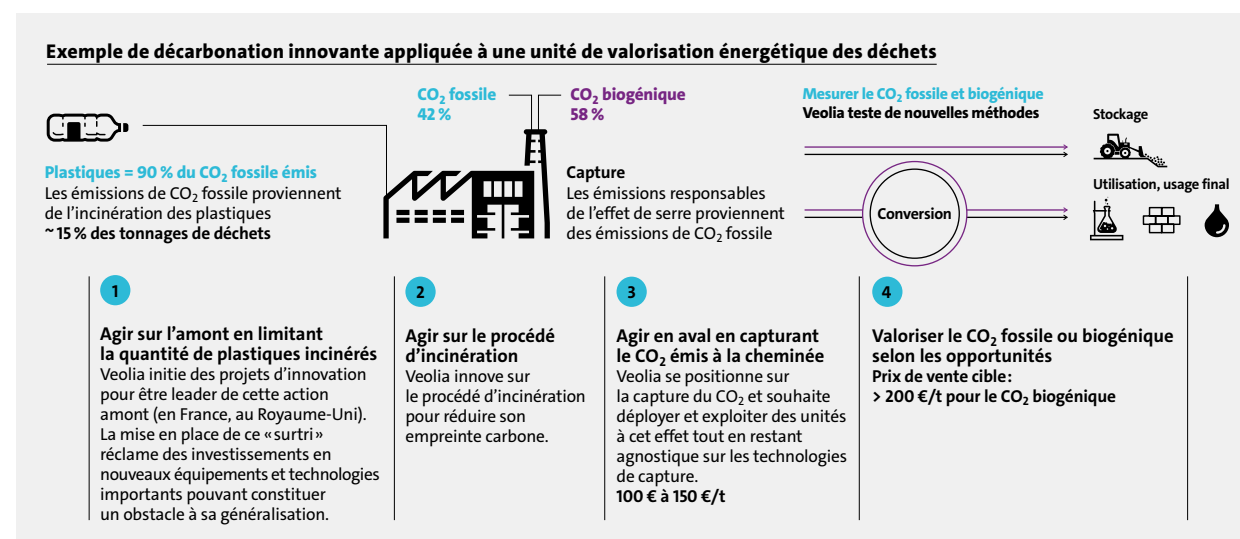 Exemple de décarbonation innovante appliquée à une unité de valorisation énergétique des déchets
CO₂ fossile
42 %
CO₂ biogénique
58 %
Mesurer le CO₂ fossile et biogénique
Veolia teste de nouvelles méthodes
Stockage
Plastiques = 90 % du CO₂ fossile émis
Les émissions de CO₂ fossile proviennent
de l’incinération des plastiques
~ 15 % des tonnages de déchets
Capture
Les émissions responsables
de l’effet de serre proviennent
des émissions de CO₂ fossile
Conversion
Utilisation, usage final
1
Agir sur l’amont en limitant
la quantité de plastiques incinérés
Veolia initie des projets d’innovation
pour être leader de cette action
amont (en France, au Royaume-Uni).
La mise en place de ce « surtri »
réclame des investissements en
nouveaux équipements et technologies
importants pouvant constituer
un obstacle à sa généralisation.
2
Agir sur le procédé
d’incinération
Veolia innove sur
le procédé d’incinération
pour réduire son
empreinte carbone.
3
Agir en aval en capturant
le CO₂ émis à la cheminée
Veolia se positionne sur
la capture du CO₂ et souhaite
déployer et exploiter des unités
à cet effet tout en restant
agnostique sur les technologies
de capture.
100 € à 150 €/t
4
Valoriser le CO₂ fossile ou biogénique
selon les opportunités
Prix de vente cible :
> 200 €/t pour le CO₂ biogénique